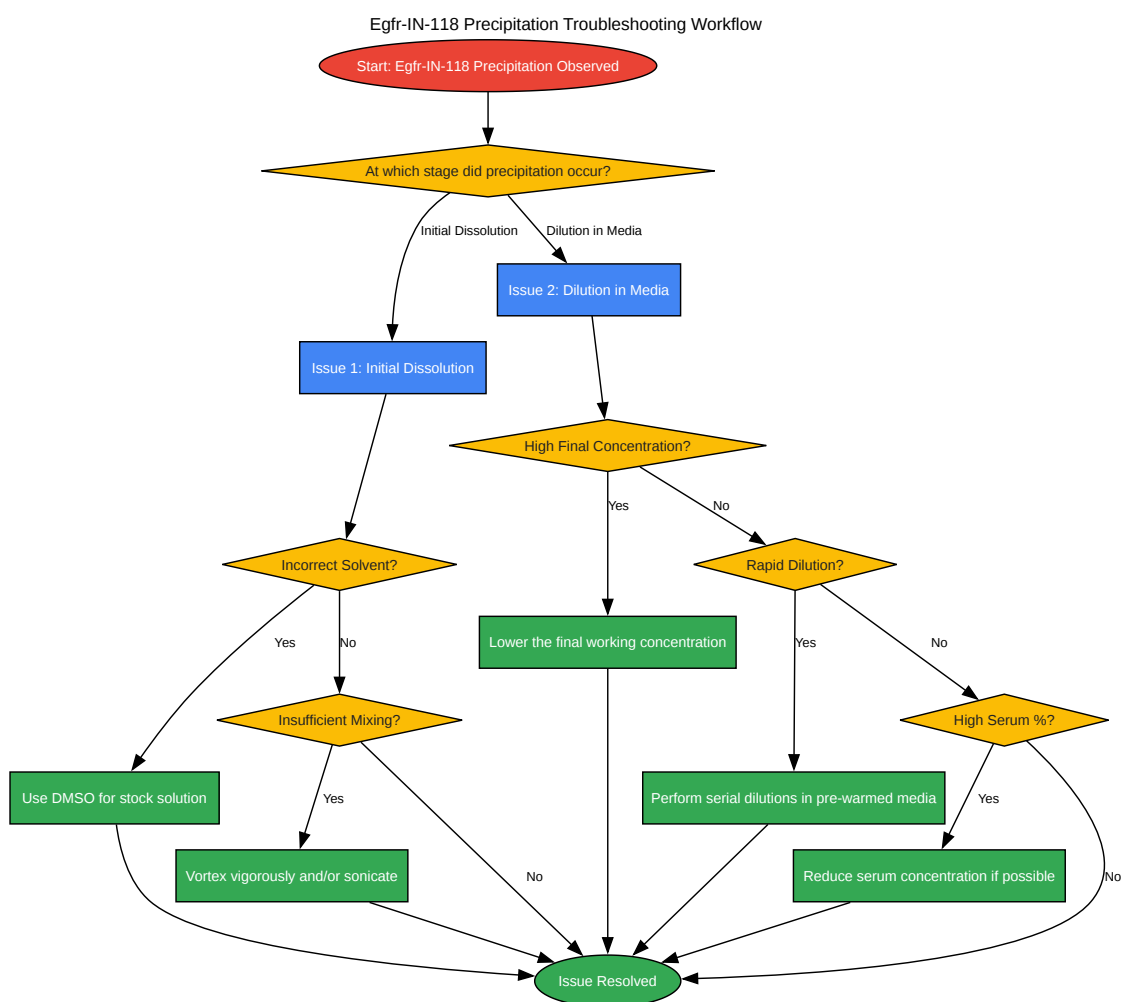 Egfr-IN-118 Precipitation Troubleshooting Workflow
Start: Egfr-IN-118 Precipitation Observed
At which stage did precipitation occur?
Initial Dissolution
Dilution in Media
Issue 2: Dilution in Media
Issue 1: Initial Dissolution
High Final Concentration?
Yes
No
Incorrect Solvent?
Rapid Dilution?
Yes
No
Lower the final working concentration
Yes
No
Insufficient Mixing?
High Serum %?
Use DMSO for stock solution
Yes
Perform serial dilutions in pre-warmed media
Yes
Vortex vigorously and/or sonicate
No
Reduce serum concentration if possible
No
Issue Resolved